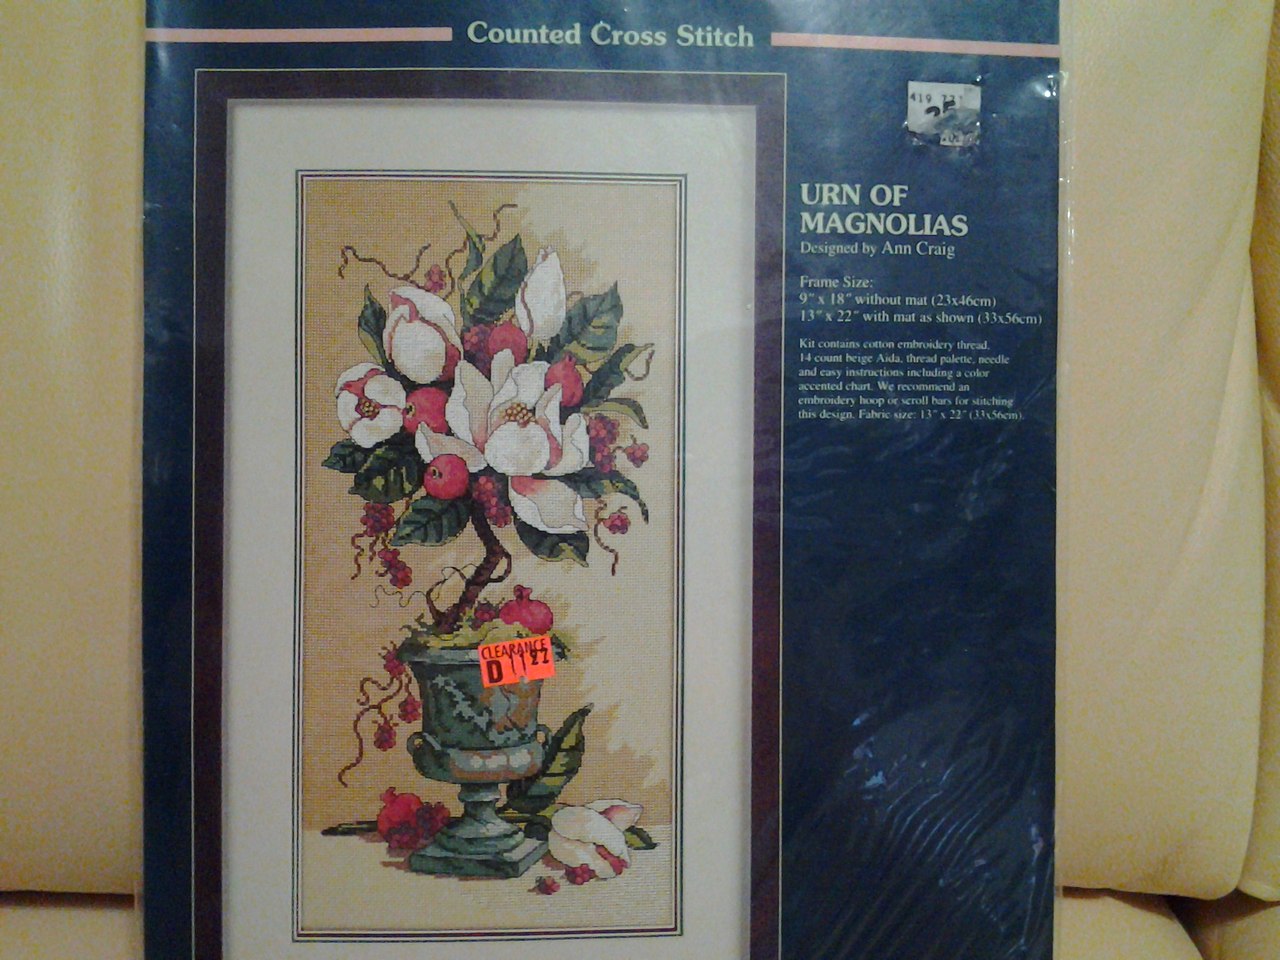 Counted Cross Stitch
419
URN OF
MAGNOLIAS
Designed by Ann Craig
Frame Size:
9" x 18" without mat (23x46cm)
13" x 22" with mat as shown (33x56cm)
Kit contains cotton embroidery thread,
14 count beige Aida, thread palette, needle
and easy instructions including a color
accented chart. We recommend an
embroidery hoop or scroll bars for stitching
this design. Fabric size: 13" x 22" (33x56cm).
CLEARANCE
D 11